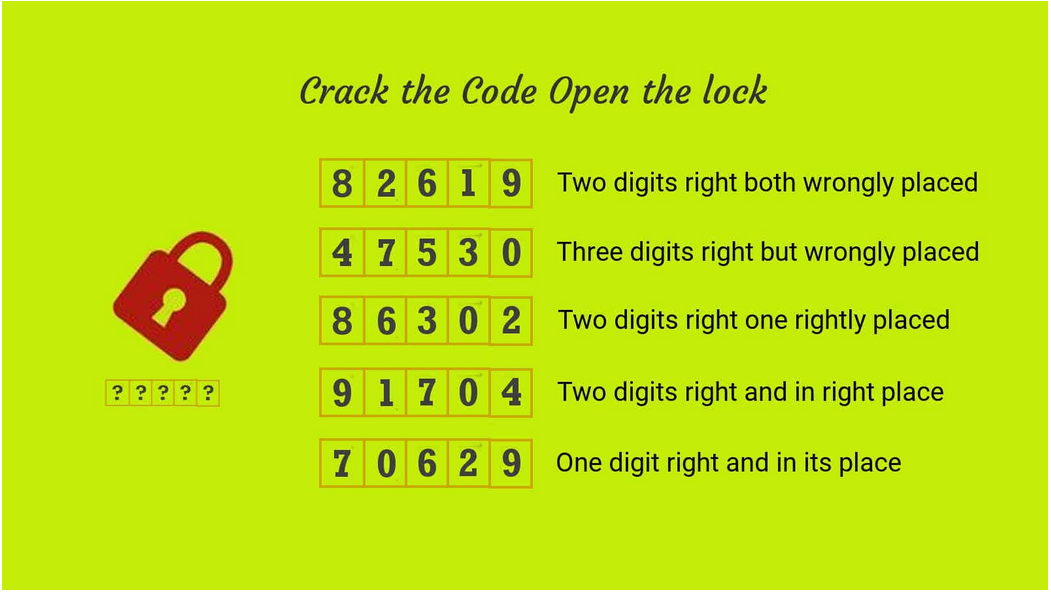 Crack the Code Open the lock
8 2 6 1 9 Two digits right both wrongly placed
4 7 5 3 0 Three digits right but wrongly placed
8 6 3 0 2 Two digits right one rightly placed
? ? ? ? ? 9 1 7 0 4 Two digits right and in right place
7 0 6 2 9 One digit right and in its place